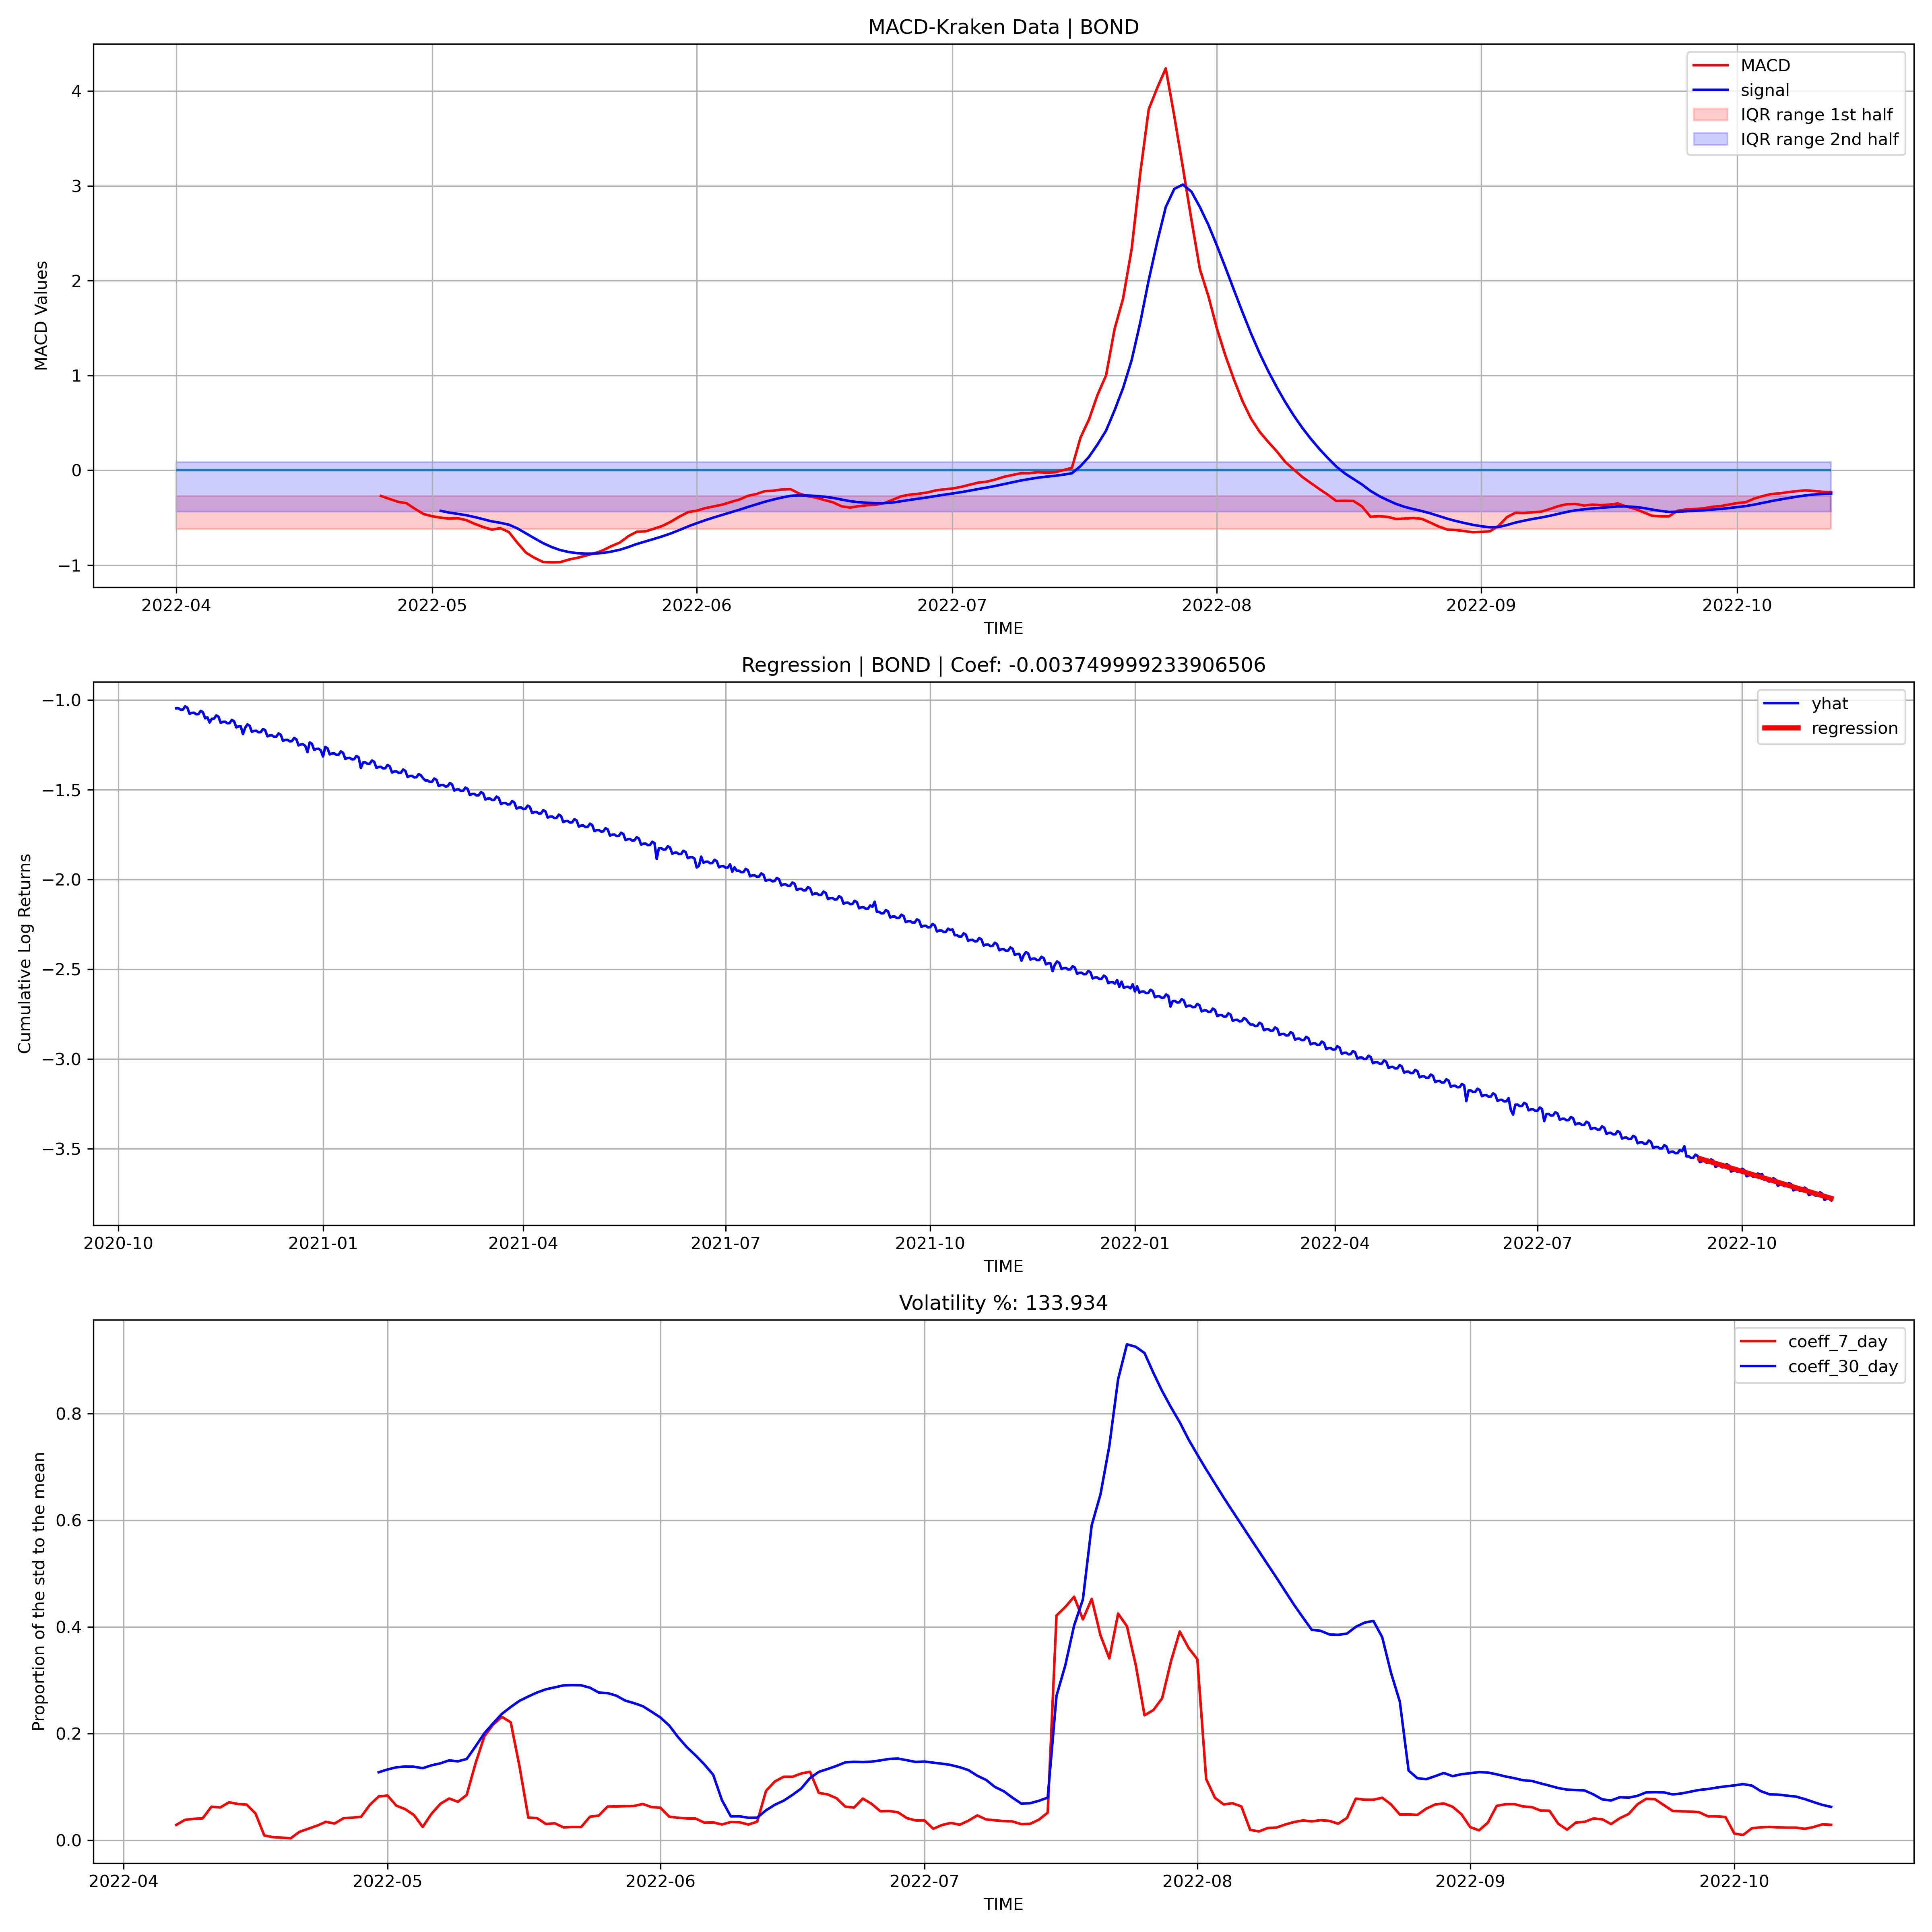 MACD-Kraken Data | BOND
MACD
signal
IQR range 1st half
IQR range 2nd half
MACD Values
4
3
2
1
0
−1
2022-04 2022-05 2022-06 2022-07 2022-08 2022-09 2022-10
TIME
Regression | BOND | Coef: -0.003749999233906506
yhat
regression
Cumulative Log Returns
−1.0
−1.5
−2.0
−2.5
−3.0
−3.5
2020-10 2021-01 2021-04 2021-07 2021-10 2022-01 2022-04 2022-07 2022-10
TIME
Volatility %: 133.934
coeff_7_day
coeff_30_day
Proportion of the std to the mean
0.8
0.6
0.4
0.2
0.0
2022-04 2022-05 2022-06 2022-07 2022-08 2022-09 2022-10
TIME